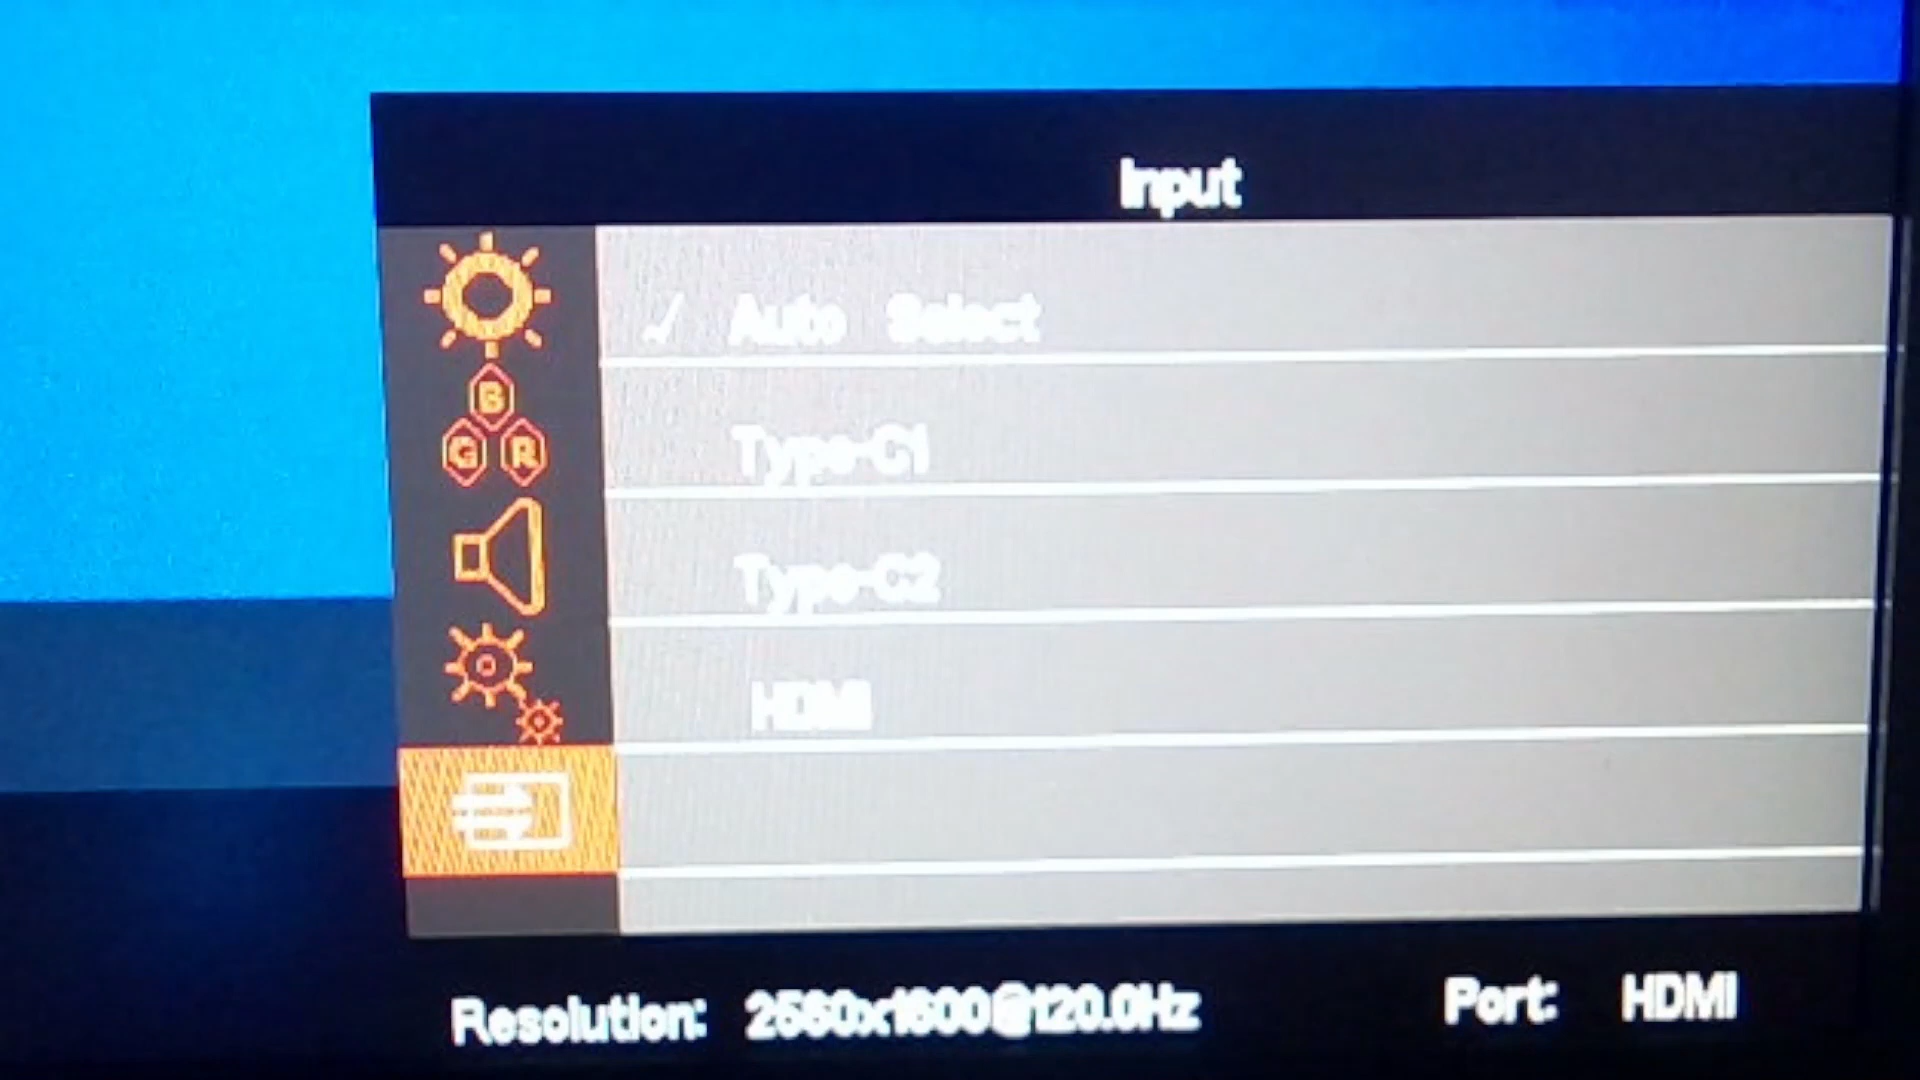 Input
✓ Auto Select
B
G R
Type-C1
Type-C2
HDMI
Resolution: 2560x1600@120.0Hz Port: HDMI